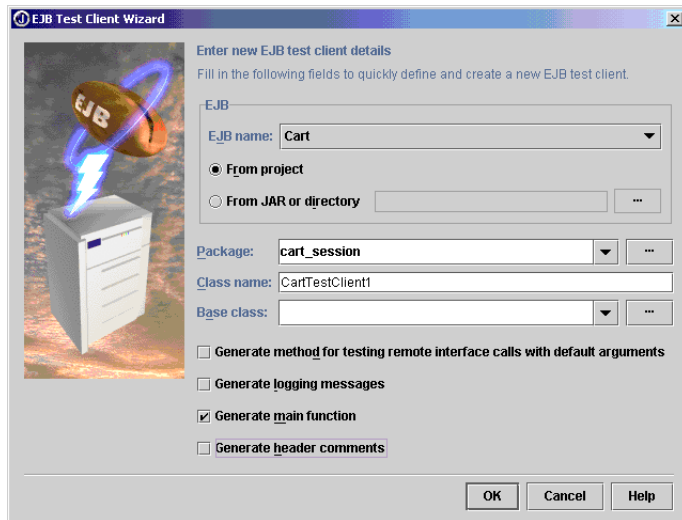 EJB Test Client Wizard
Enter new EJB test client details
Fill in the following fields to quickly define and create a new EJB test client.
EJB
EJB
EJB name: Cart
From project
From JAR or directory ...
Package: cart_session ...
Class name: CartTestClient1
Base class: ...
Generate method for testing remote interface calls with default arguments
Generate logging messages
Generate main function
Generate header comments
OK Cancel Help